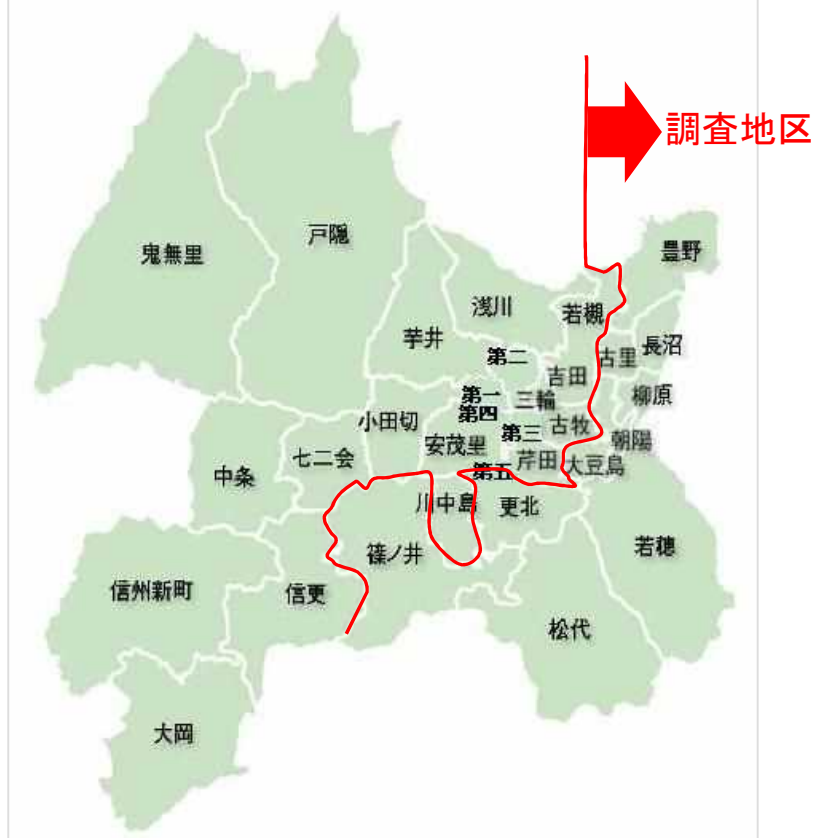 調査地区
豊野
戸隠
鬼無里
浅川
若槻
芋井
長沼
第二
古里
吉田
柳原
第一
三輪
第四
小田切
古牧
第三
朝陽
安茂里
七二会
芹田
大豆島
第五
中条
川中島
更北
若穂
篠ノ井
信州新町
信更
松代
大岡